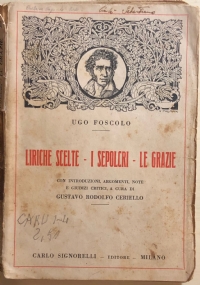 UGO FOSCOLO
LIRICHE SCELTE - I SEPOLCRI - LE GRAZIE
CON INTRODUZIONI, ARGOMENTI, NOTE
E GIUDIZI CRITICI, A CURA DI
GUSTAVO RODOLFO CERIELLO
CARLO SIGNORELLI - EDITORE - MILANO